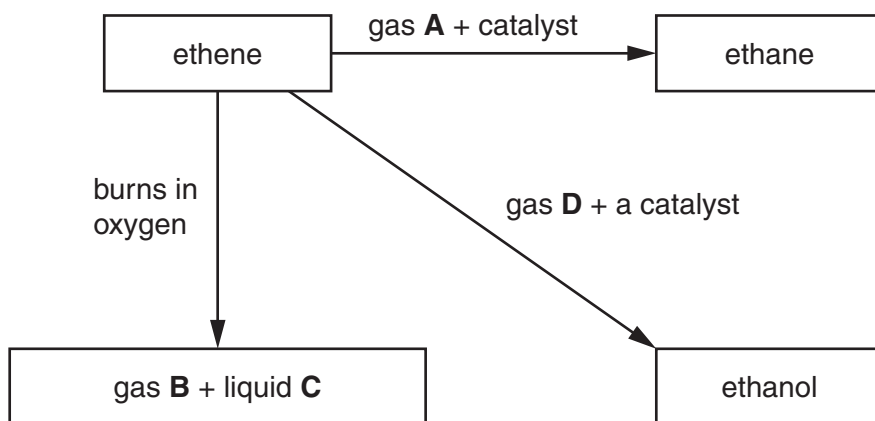 gas A + catalyst
ethene
ethane
burns in
oxygen
gas D + a catalyst
gas B + liquid C
ethanol